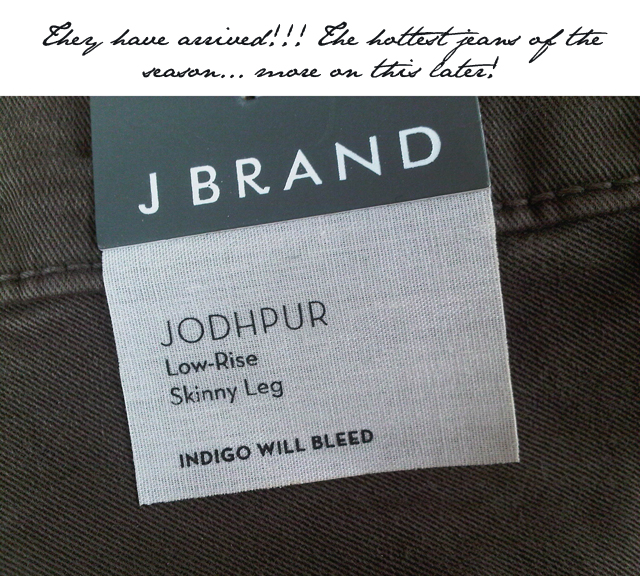 They have arrived!!! The hottest jeans of the
season... more on this later!
J BRAND
JODHPUR
Low-Rise
Skinny Leg
INDIGO WILL BLEED